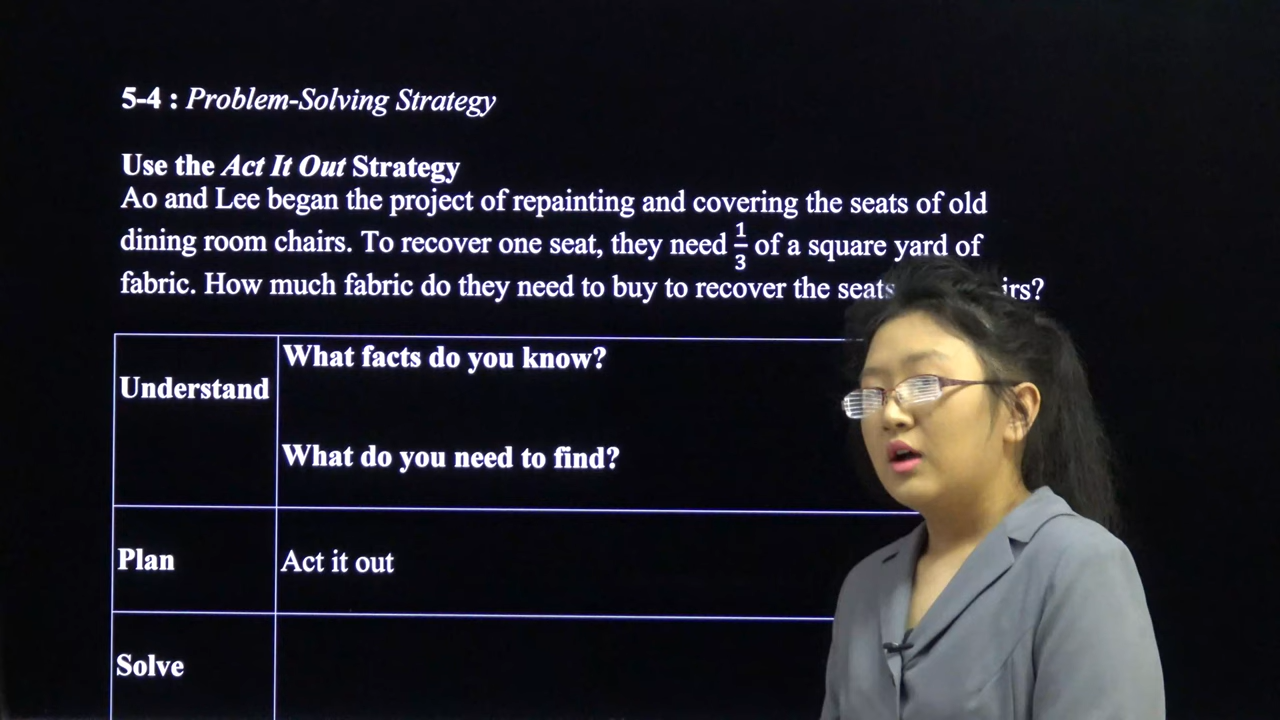 5-4 : Problem-Solving Strategy
Use the Act It Out Strategy
Ao and Lee began the project of repainting and covering the seats of old
dining room chairs. To recover one seat, they need 1/3 of a square yard of
fabric. How much fabric do they need to buy to recover the seats
What facts do you know?
Understand
What do you need to find?
Plan
Act it out
Solve